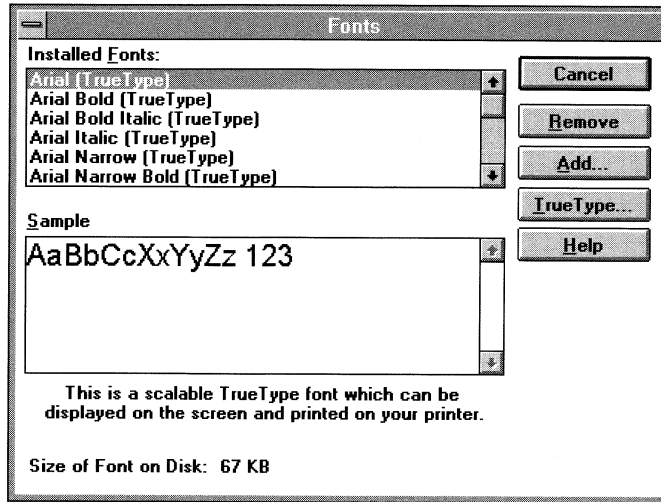 Fonts
Installed Fonts:
Arial (TrueType)
Arial Bold (TrueType)
Arial Bold Italic (TrueType)
Arial Italic (TrueType)
Arial Narrow (TrueType)
Arial Narrow Bold (TrueType)
Cancel
Remove
Add...
TrueType...
Help
Sample
AaBbCcXxYyZz 123
This is a scalable TrueType font which can be
displayed on the screen and printed on your printer.
Size of Font on Disk: 67 KB